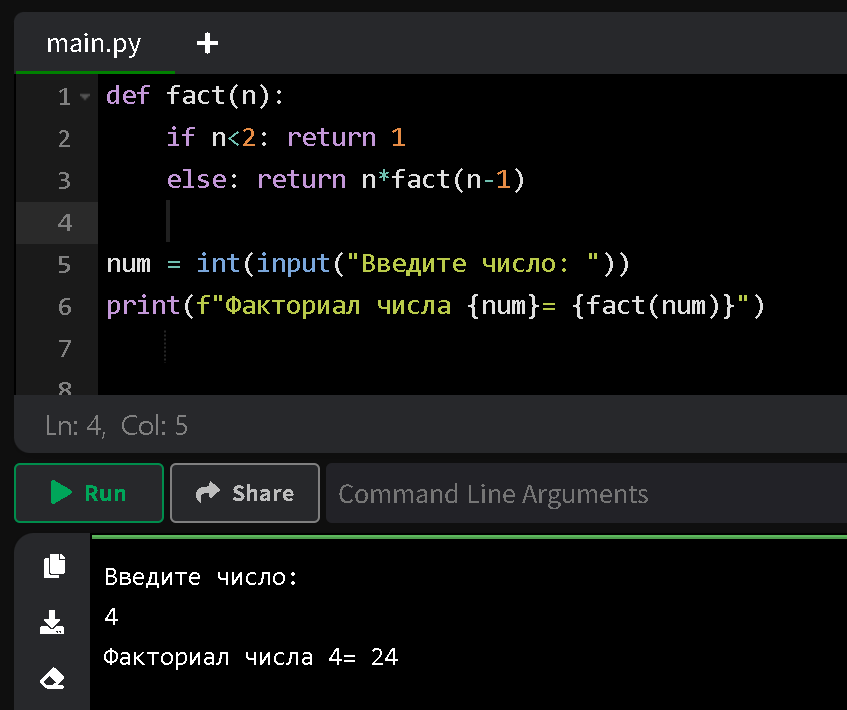 main.py +
1 def fact(n):
2     if n<2: return 1
3     else: return n*fact(n-1)
4
5 num = int(input("Введите число: "))
6 print(f"Факториал числа {num}= {fact(num)}")
7
8
Ln: 4, Col: 5
Run Share Command Line Arguments
Введите число:
4
Факториал числа 4= 24